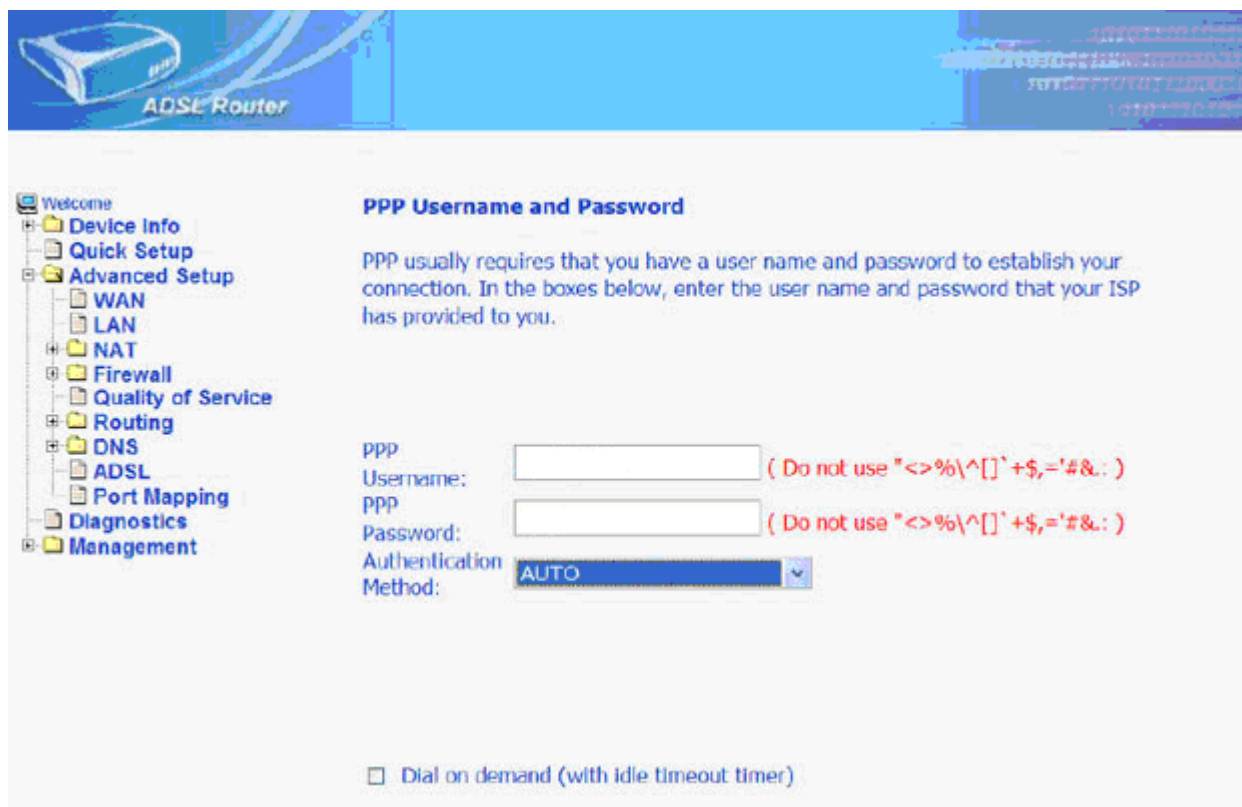 ADSL Router
Welcome
Device Info
Quick Setup
Advanced Setup
WAN
LAN
NAT
Firewall
Quality of Service
Routing
DNS
ADSL
Port Mapping
Diagnostics
Management
PPP Username and Password
PPP usually requires that you have a user name and password to establish your
connection. In the boxes below, enter the user name and password that your ISP
has provided to you.
PPP
Username:
( Do not use "<>%\^[]`+$,='#&.: )
PPP
Password:
( Do not use "<>%\^[]`+$,='#&.: )
Authentication
Method:
AUTO
Dial on demand (with idle timeout timer)